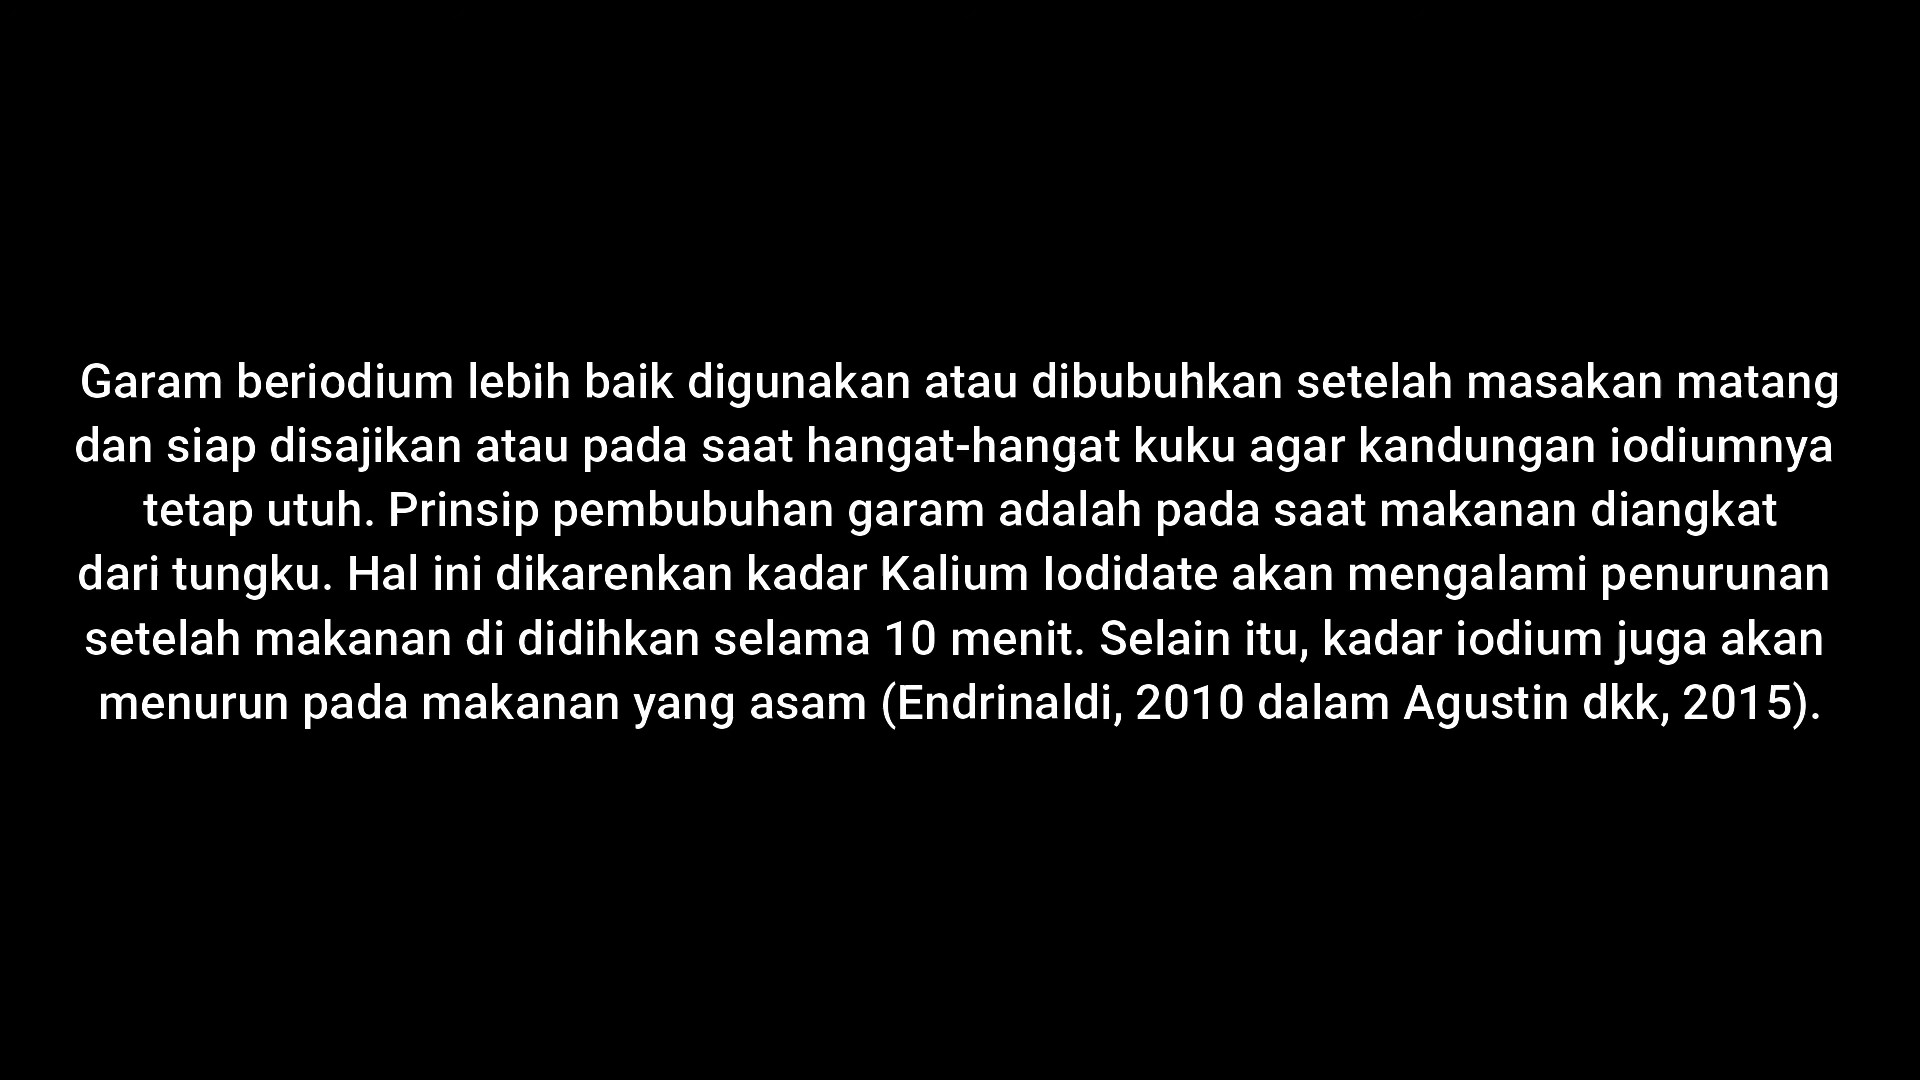 Garam beriodium lebih baik digunakan atau dibubuhkan setelah masakan matang
dan siap disajikan atau pada saat hangat-hangat kuku agar kandungan iodiumnya
tetap utuh. Prinsip pembubuhan garam adalah pada saat makanan diangkat
dari tungku. Hal ini dikarenkan kadar Kalium Iodidate akan mengalami penurunan
setelah makanan di didihkan selama 10 menit. Selain itu, kadar iodium juga akan
menurun pada makanan yang asam (Endrinaldi, 2010 dalam Agustin dkk, 2015).